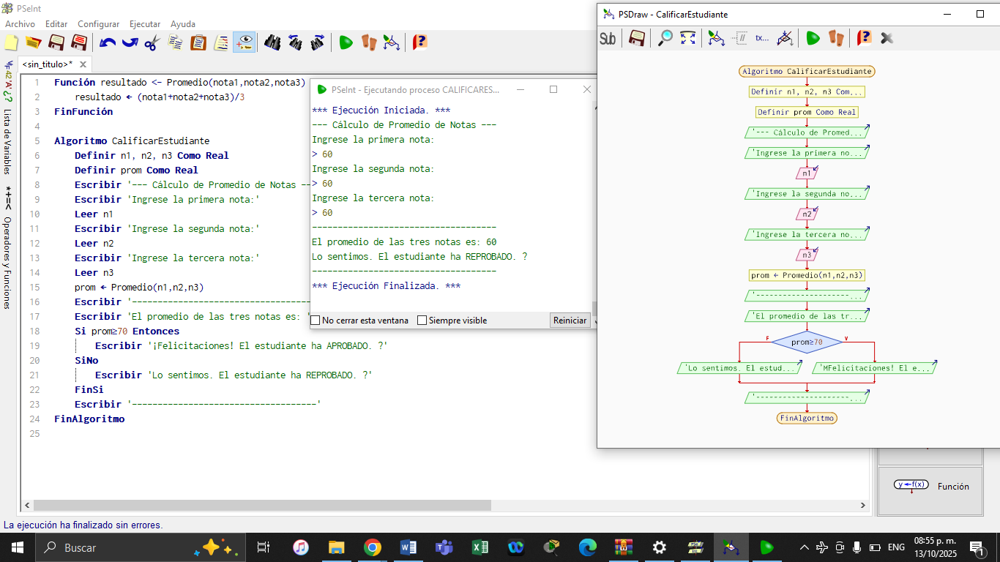 PSeInt
Archivo Editar Configurar Ejecutar Ayuda
<sin_titulo>* X
Lista de Variables
*+=<
Operadores y Funciones
1 Función resultado <- Promedio(nota1,nota2,nota3)
2 resultado ← (nota1+nota2+nota3)/3
3 FinFunción
4
5 Algoritmo CalificarEstudiante
6 Definir n1, n2, n3 Como Real
7 Definir prom Como Real
8 Escribir '--- Cálculo de Promedio de Notas --
9 Escribir 'Ingrese la primera nota:'
10 Leer n1
11 Escribir 'Ingrese la segunda nota:'
12 Leer n2
13 Escribir 'Ingrese la tercera nota:'
14 Leer n3
15 prom ← Promedio(n1,n2,n3)
16 Escribir '-----------------------------------
17 Escribir 'El promedio de las tres notas es: '
18 Si prom≥70 Entonces
19 Escribir '¡Felicitaciones! El estudiante ha APROBADO. ?'
20 SiNo
21 Escribir 'Lo sentimos. El estudiante ha REPROBADO. ?'
22 FinSi
23 Escribir '------------------------------------'
24 FinAlgoritmo
25
PSeInt - Ejecutando proceso CALIFICARES...
*** Ejecución Iniciada. ***
--- Cálculo de Promedio de Notas ---
Ingrese la primera nota:
> 60
Ingrese la segunda nota:
> 60
Ingrese la tercera nota:
> 60
------------------------------------
El promedio de las tres notas es: 60
Lo sentimos. El estudiante ha REPROBADO. ?
------------------------------------
*** Ejecución Finalizada. ***
No cerrar esta ventana Siempre visible Reiniciar
PSDraw - CalificarEstudiante
Sub
tx...
Algoritmo CalificarEstudiante
Definir n1, n2, n3 Com...
Definir prom Como Real
'--- Cálculo de Promed...
'Ingrese la primera no...
n1
'Ingrese la segunda no...
n2
'Ingrese la tercera no...
n3
prom ← Promedio(n1,n2,n3)
'---------------------...
'El promedio de las tr...
F prom≥70 V
'Lo sentimos. El estud... 'MFelicitaciones! El e...
'---------------------...
FinAlgoritmo
y←f(x) Función
La ejecución ha finalizado sin errores.
Buscar
ENG
08:55 p. m.
13/10/2025
1